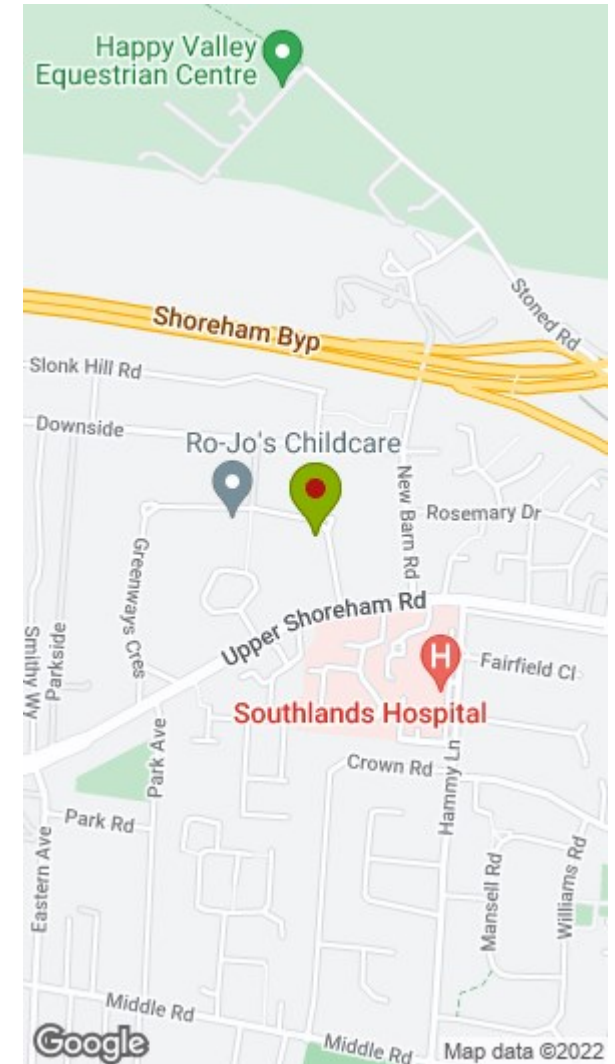 Happy Valley
Equestrian Centre
Stoned Rd
Shoreham Byp
Slonk Hill Rd
Downside
Ro-Jo's Childcare
New Barn Rd
Rosemary Dr
Greenways Cres
Upper Shoreham Rd
Smithy Wy
Parkside
H
Fairfield Cl
Southlands Hospital
Park Ave
Crown Rd
Hammy Ln
Park Rd
Eastern Ave
Mansell Rd
Williams Rd
Middle Rd
Middle Rd
Google
Map data ©2022